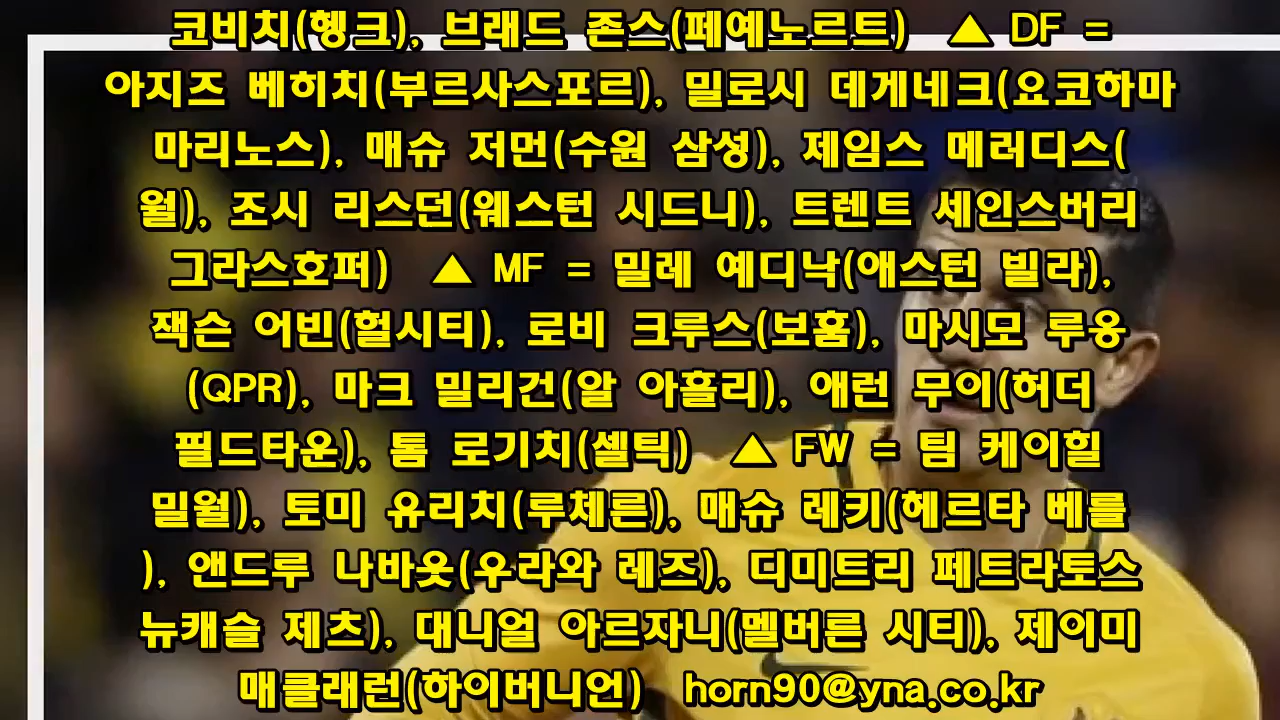 코비치(헹크), 브래드 존스(페예노르트) ▲ DF =
아지즈 베히치(부르사스포르), 밀로시 데게네크(요코하마
마리노스), 매슈 저먼(수원 삼성), 제임스 메러디스(
월), 조시 리스던(웨스턴 시드니), 트렌트 세인스버리
그라스호퍼) ▲ MF = 밀레 예디낙(애스턴 빌라),
잭슨 어빈(헐시티), 로비 크루스(보훔), 마시모 루옹
(QPR), 마크 밀리건(알 아흘리), 애런 무이(허더
필드타운), 톰 로기치(셀틱) ▲ FW = 팀 케이힐
밀월), 토미 유리치(루체른), 매슈 레키(헤르타 베를
), 앤드루 나바웃(우라와 레즈), 디미트리 페트라토스
뉴캐슬 제츠), 대니얼 아르자니(멜버른 시티), 제이미
매클래런(하이버니언) horn90@yna.co.kr